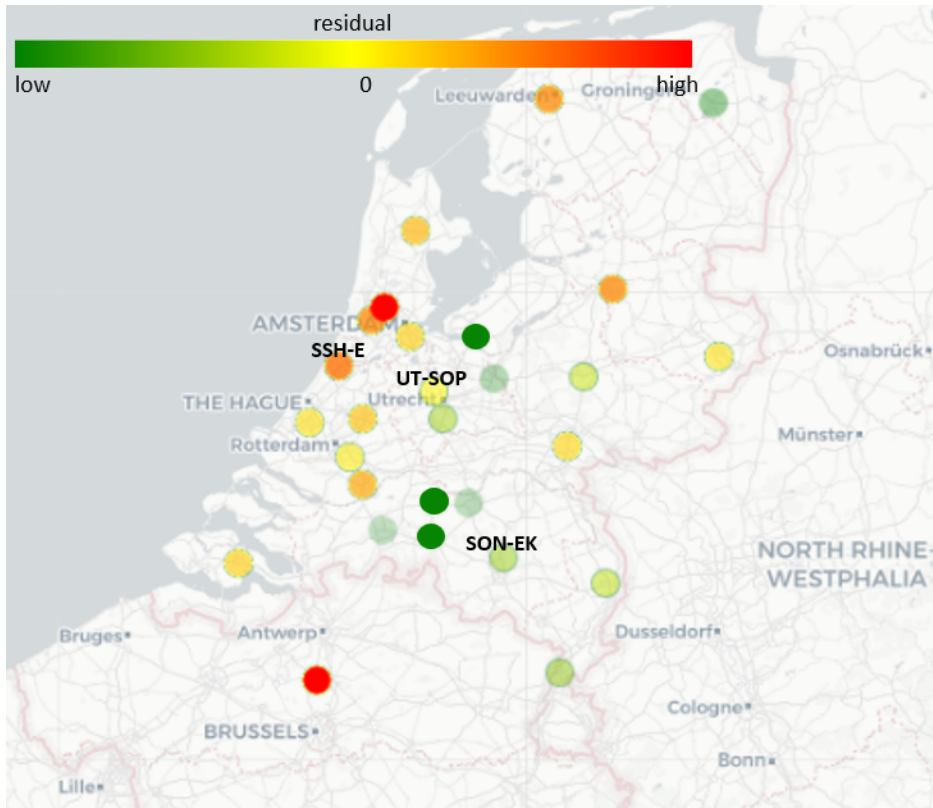 residual
low 0 high
Leeuwarden Groningen
AMSTERDAM
SSH-E
Osnabrück
UT-SOP
THE HAGUE Utrecht
Münster
Rotterdam
SON-EK
NORTH RHINE-
WESTPHALIA
Bruges Antwerp Dusseldorf
Cologne
BRUSSELS
Bonn
Lille